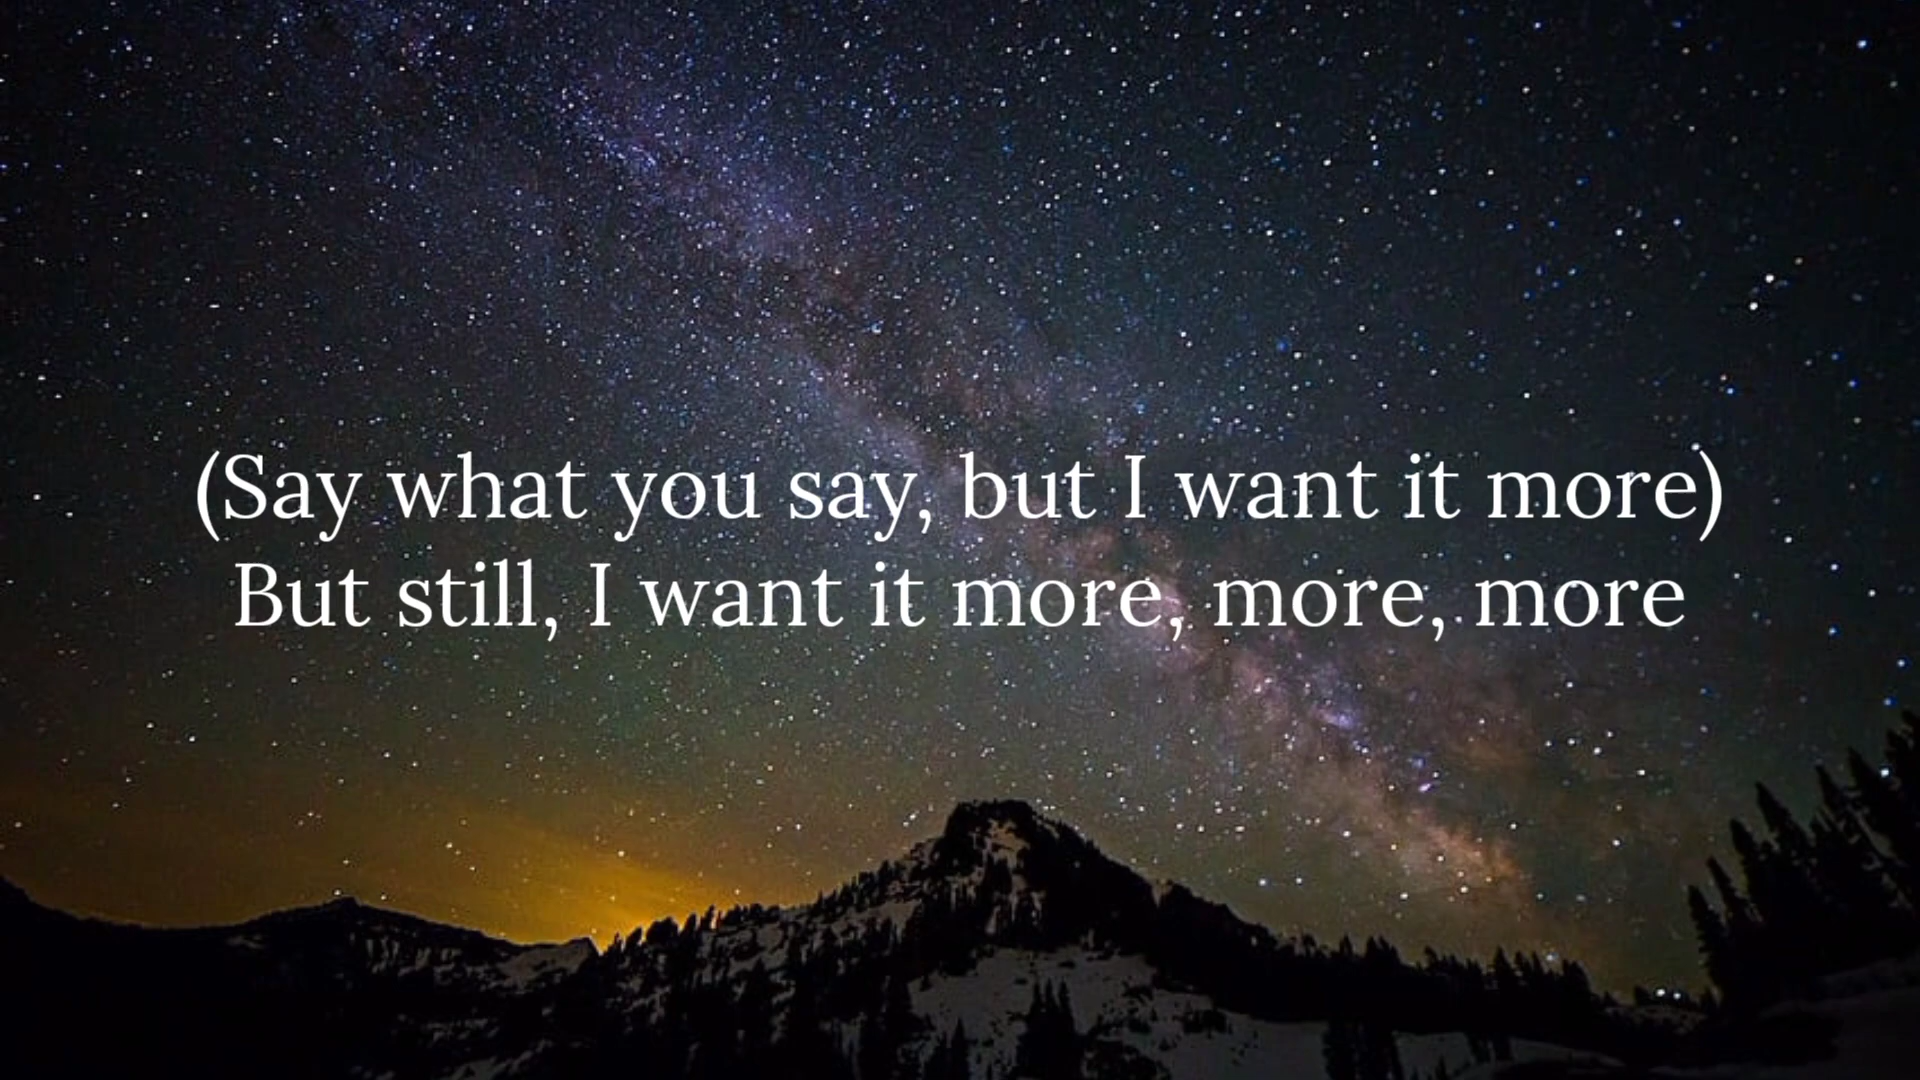 (Say what you say, but I want it more)
But still, I want it more, more, more